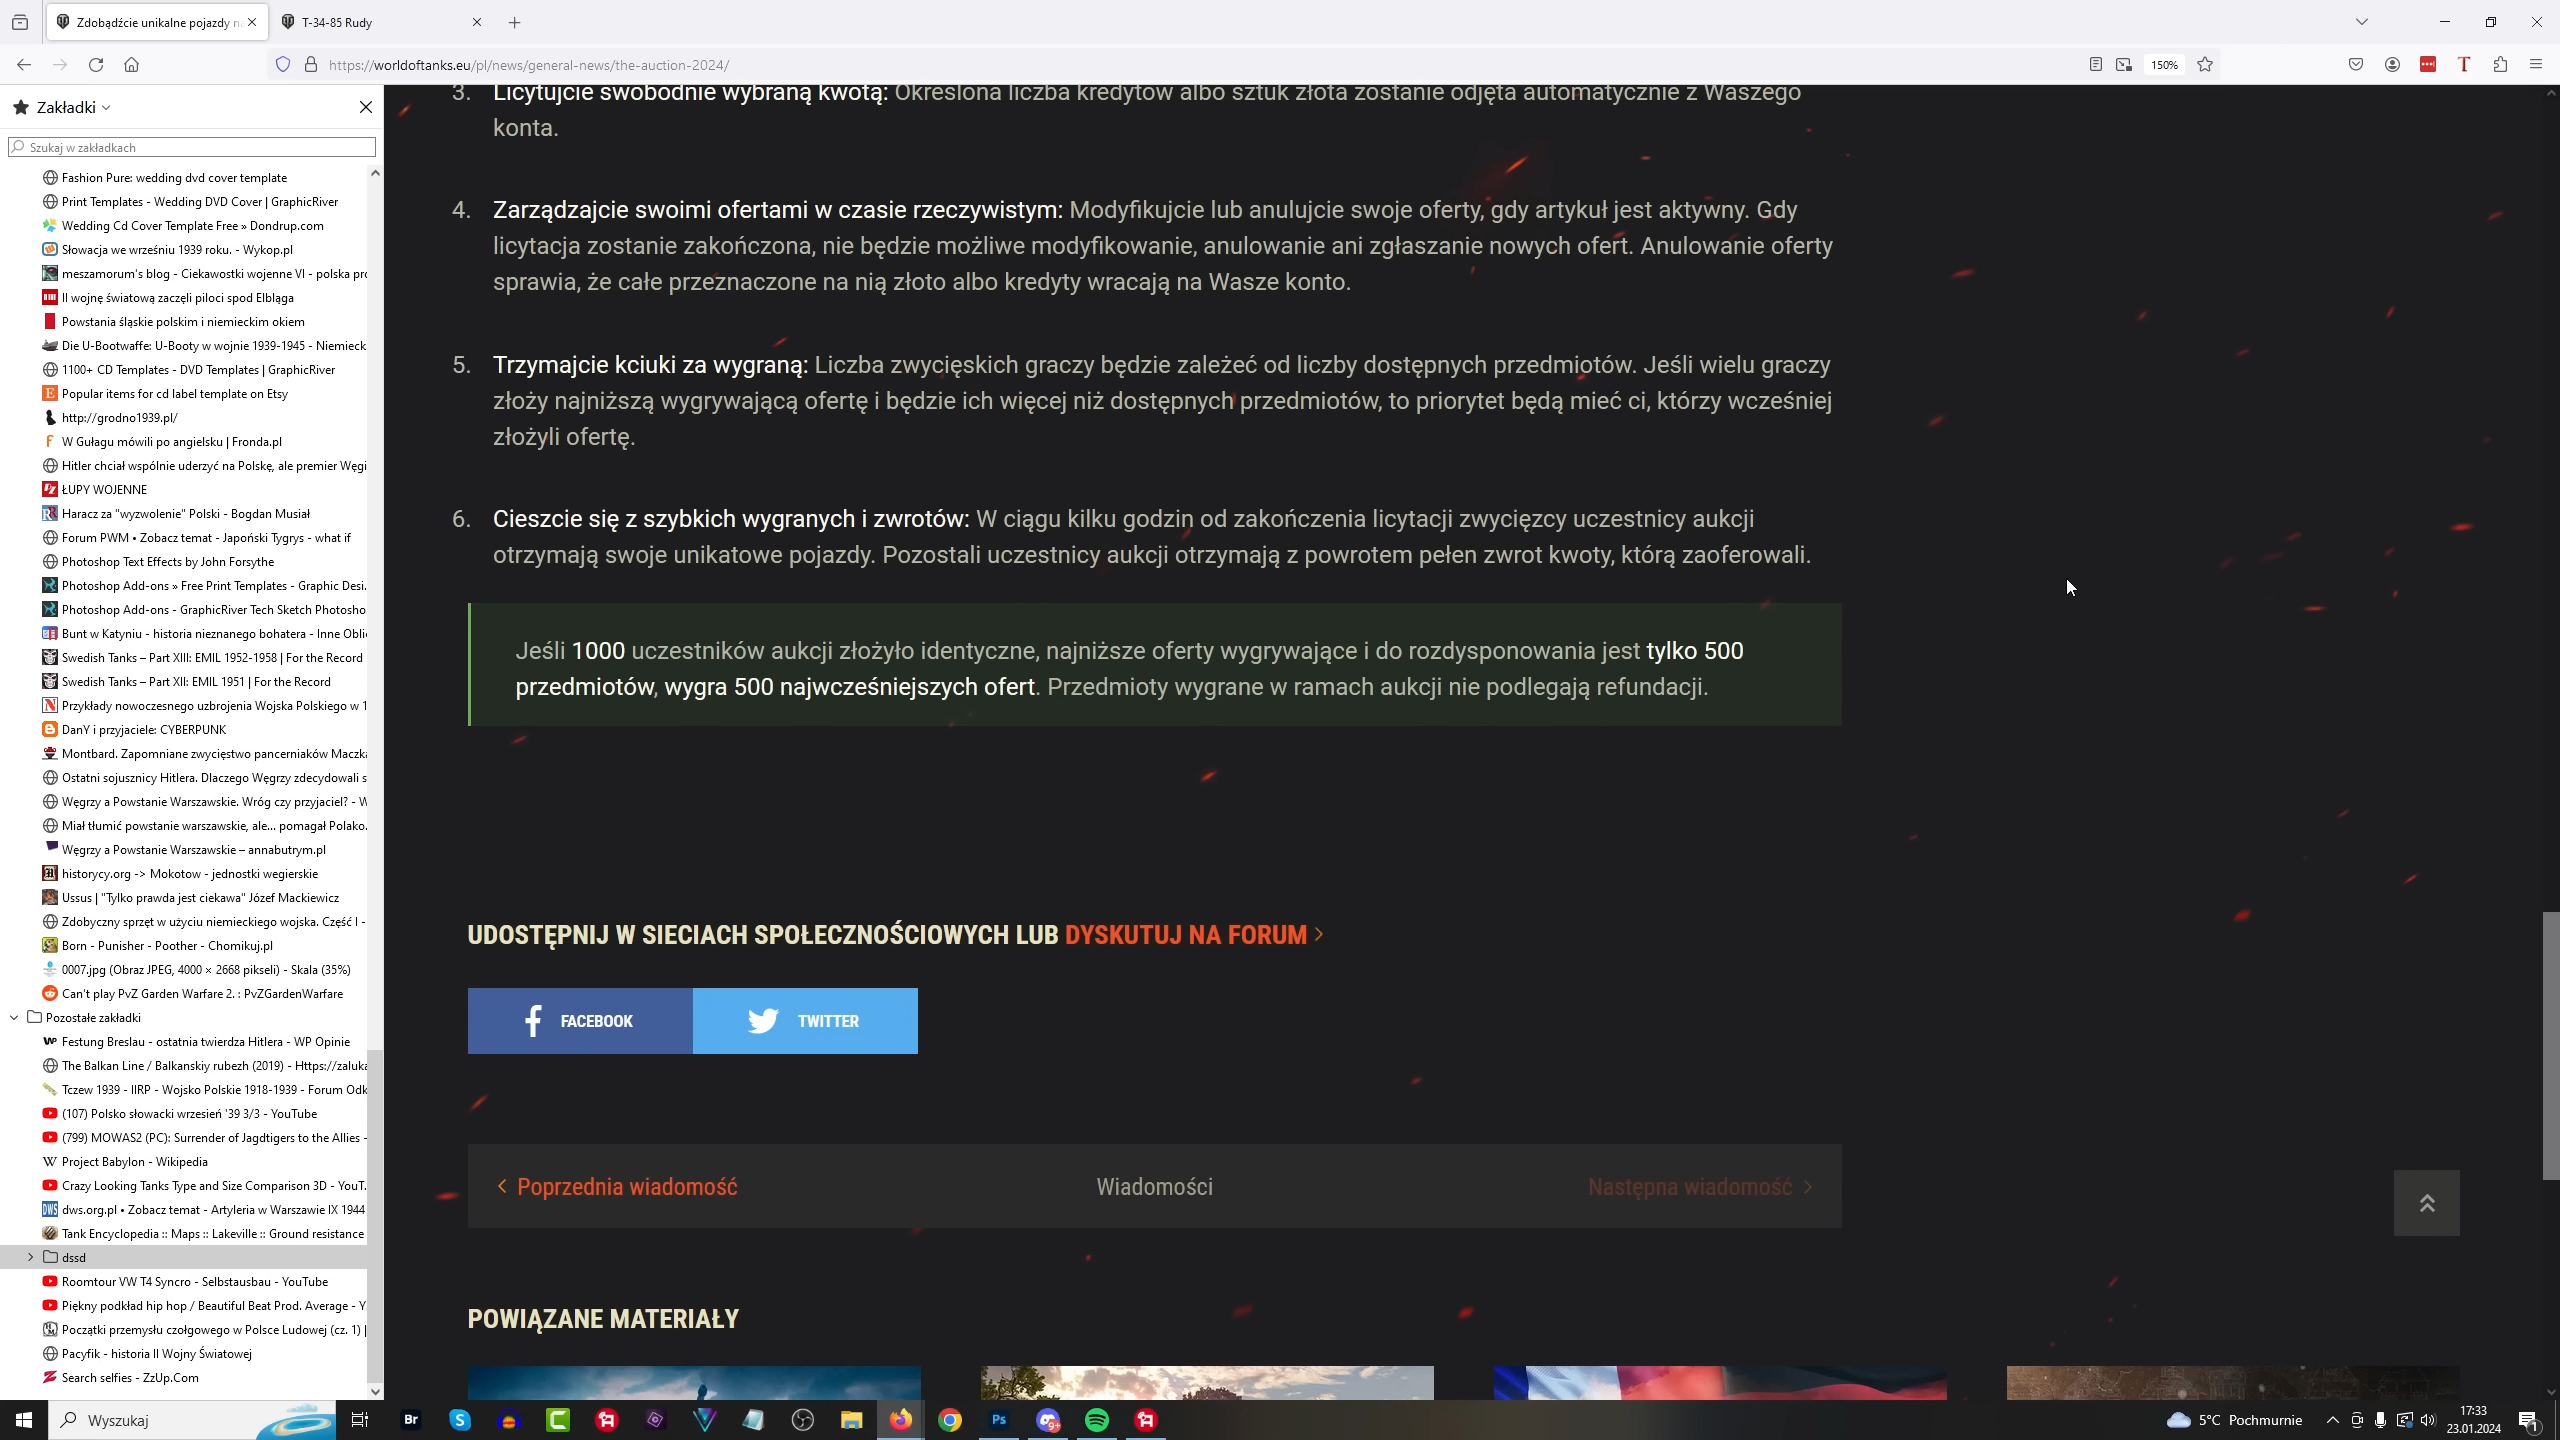 Zdobądźcie unikalne pojazdy n
T-34-85 Rudy
https://worldoftanks.eu/pl/news/general-news/the-auction-2024/
150%
Zakładki
Szukaj w zakładkach
Fashion Pure: wedding dvd cover template
Print Templates - Wedding DVD Cover | GraphicRiver
Wedding Cd Cover Template Free » Dondrup.com
Słowacja we wrześniu 1939 roku. - Wykop.pl
meszamorum's blog - Ciekawostki wojenne VI - polska pro
II wojnę światową zaczęli piloci spod Elbląga
Powstania śląskie polskim i niemieckim okiem
Die U-Bootwaffe: U-Booty w wojnie 1939-1945 - Niemieck
1100+ CD Templates - DVD Templates | GraphicRiver
Popular items for cd label template on Etsy
http://grodno1939.pl/
W Gułagu mówili po angielsku | Fronda.pl
Hitler chciał wspólnie uderzyć na Polskę, ale premier Węgi
ŁUPY WOJENNE
Haracz za "wyzwolenie" Polski - Bogdan Musiał
Forum PWM • Zobacz temat - Japoński Tygrys - what if
Photoshop Text Effects by John Forsythe
Photoshop Add-ons » Free Print Templates - Graphic Desi.
Photoshop Add-ons - GraphicRiver Tech Sketch Photosho
Bunt w Katyniu - historia nieznanego bohatera - Inne Obli
Swedish Tanks – Part XIII: EMIL 1952-1958 | For the Record
Swedish Tanks – Part XII: EMIL 1951 | For the Record
Przykłady nowoczesnego uzbrojenia Wojska Polskiego w 1
DanY i przyjaciele: CYBERPUNK
Montbard. Zapomniane zwycięstwo pancerniaków Maczka
Ostatni sojusznicy Hitlera. Dlaczego Węgrzy zdecydowali s
Węgrzy a Powstanie Warszawskie. Wróg czy przyjaciel? - W
Miał tłumić powstanie warszawskie, ale... pomagał Polako.
Węgrzy a Powstanie Warszawskie – annabutrym.pl
historycy.org -> Mokotow - jednostki wegierskie
Ussus | "Tylko prawda jest ciekawa" Józef Mackiewicz
Zdobyczny sprzęt w użyciu niemieckiego wojska. Część I -
Born - Punisher - Poother - Chomikuj.pl
0007.jpg (Obraz JPEG, 4000 × 2668 pikseli) - Skala (35%)
Can't play PvZ Garden Warfare 2. : PvZGardenWarfare
Pozostałe zakładki
Festung Breslau - ostatnia twierdza Hitlera - WP Opinie
The Balkan Line / Balkanskiy rubezh (2019) - Https://zaluka
Tczew 1939 - IIRP - Wojsko Polskie 1918-1939 - Forum Odk
(107) Polsko słowacki wrzesień '39 3/3 - YouTube
(799) MOWAS2 (PC): Surrender of Jagdtigers to the Allies -
Project Babylon - Wikipedia
Crazy Looking Tanks Type and Size Comparison 3D - YouT.
dws.org.pl • Zobacz temat - Artyleria w Warszawie IX 1944
Tank Encyclopedia :: Maps :: Lakeville :: Ground resistance
dssd
Roomtour VW T4 Syncro - Selbstausbau - YouTube
Piękny podkład hip hop / Beautiful Beat Prod. Average - Y
Początki przemysłu czołgowego w Polsce Ludowej (cz. 1) |
Pacyfik - historia II Wojny Światowej
Search selfies - ZzUp.Com
3. Licytujcie swobodnie wybraną kwotą: Określona liczba kredytów albo sztuk złota zostanie odjęta automatycznie z Waszego
konta.
4. Zarządzajcie swoimi ofertami w czasie rzeczywistym: Modyfikujcie lub anulujcie swoje oferty, gdy artykuł jest aktywny. Gdy
licytacja zostanie zakończona, nie będzie możliwe modyfikowanie, anulowanie ani zgłaszanie nowych ofert. Anulowanie oferty
sprawia, że całe przeznaczone na nią złoto albo kredyty wracają na Wasze konto.
5. Trzymajcie kciuki za wygraną: Liczba zwycięskich graczy będzie zależeć od liczby dostępnych przedmiotów. Jeśli wielu graczy
złoży najniższą wygrywającą ofertę i będzie ich więcej niż dostępnych przedmiotów, to priorytet będą mieć ci, którzy wcześniej
złożyli ofertę.
6. Cieszcie się z szybkich wygranych i zwrotów: W ciągu kilku godzin od zakończenia licytacji zwycięzcy uczestnicy aukcji
otrzymają swoje unikatowe pojazdy. Pozostali uczestnicy aukcji otrzymają z powrotem pełen zwrot kwoty, którą zaoferowali.
Jeśli 1000 uczestników aukcji złożyło identyczne, najniższe oferty wygrywające i do rozdysponowania jest tylko 500
przedmiotów, wygra 500 najwcześniejszych ofert. Przedmioty wygrane w ramach aukcji nie podlegają refundacji.
UDOSTĘPNIJ W SIECIACH SPOŁECZNOŚCIOWYCH LUB DYSKUTUJ NA FORUM
FACEBOOK
TWITTER
Poprzednia wiadomość
Wiadomości
Następna wiadomość
POWIĄZANE MATERIAŁY
Wyszukaj
Br
Ps
9+
5°C Pochmurnie
17:33
23.01.2024
1